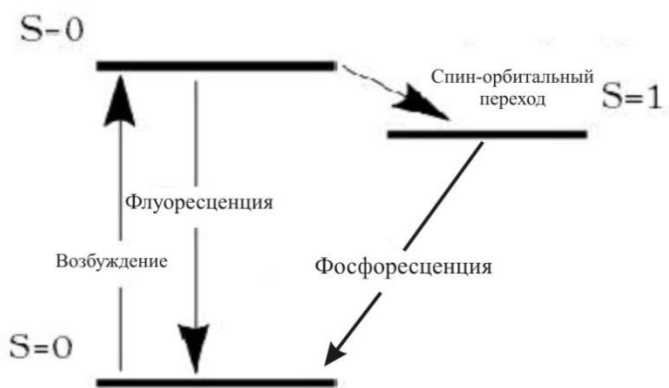 S-0
Спин-орбитальный
переход
S=1
Флуоресценция
Возбуждение
Фосфоресценция
S=0